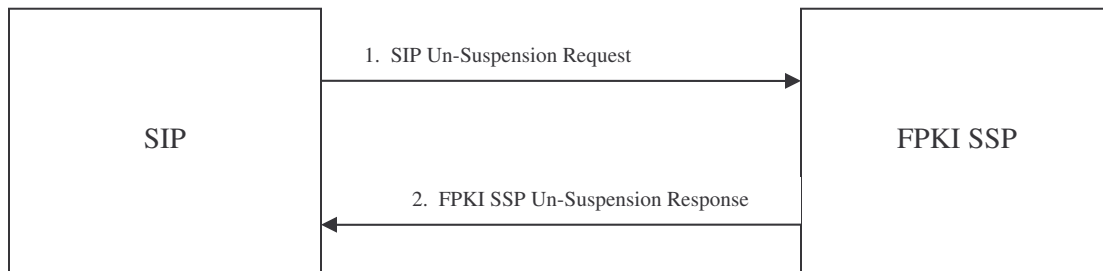 1. SIP Un-Suspension Request
SIP
FPKI SSP
2. FPKI SSP Un-Suspension Response